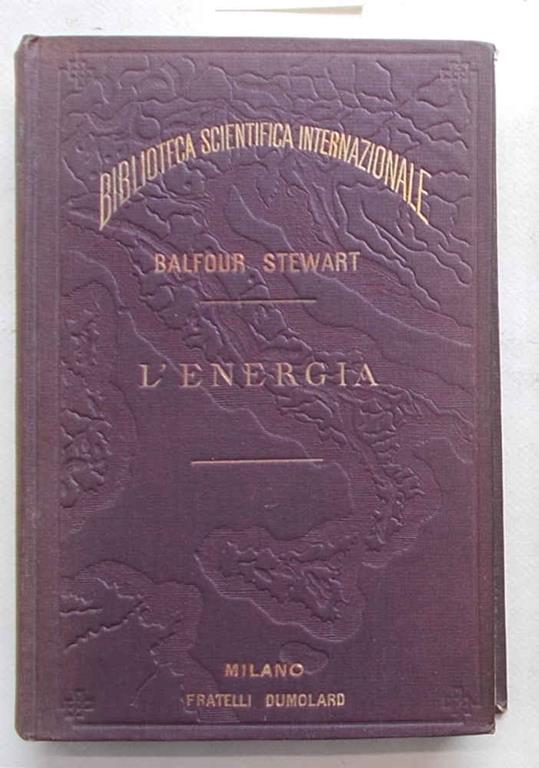 BIBLIOTECA SCIENTIFICA INTERNAZIONALE
BALFOUR STEWART
L'ENERGIA
MILANO
FRATELLI DUMOLARD